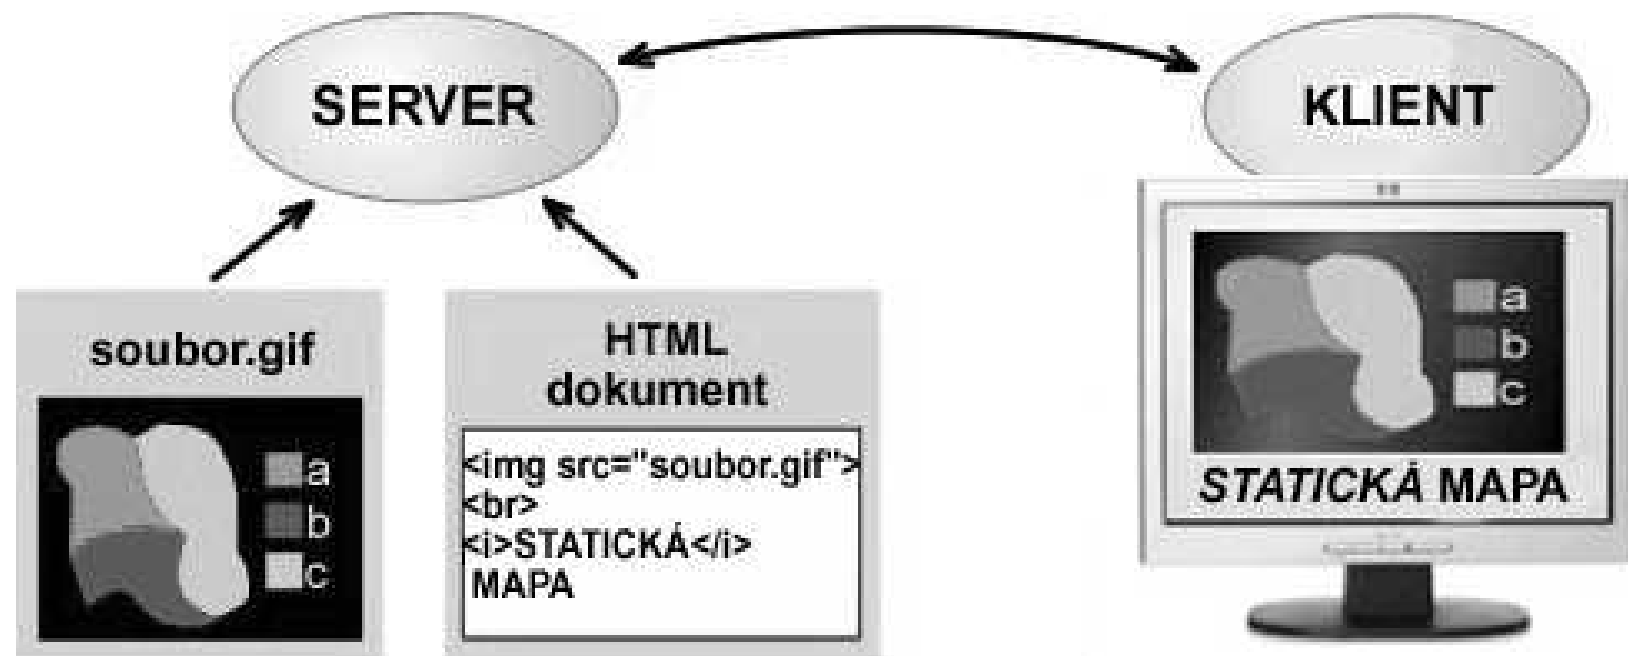 SERVER
KLIENT
soubor.gif
a
b
c
HTML
dokument
<img src="soubor.gif">
<br>
<i>STATICKÁ</i>
MAPA
a
b
c
STATICKÁ MAPA